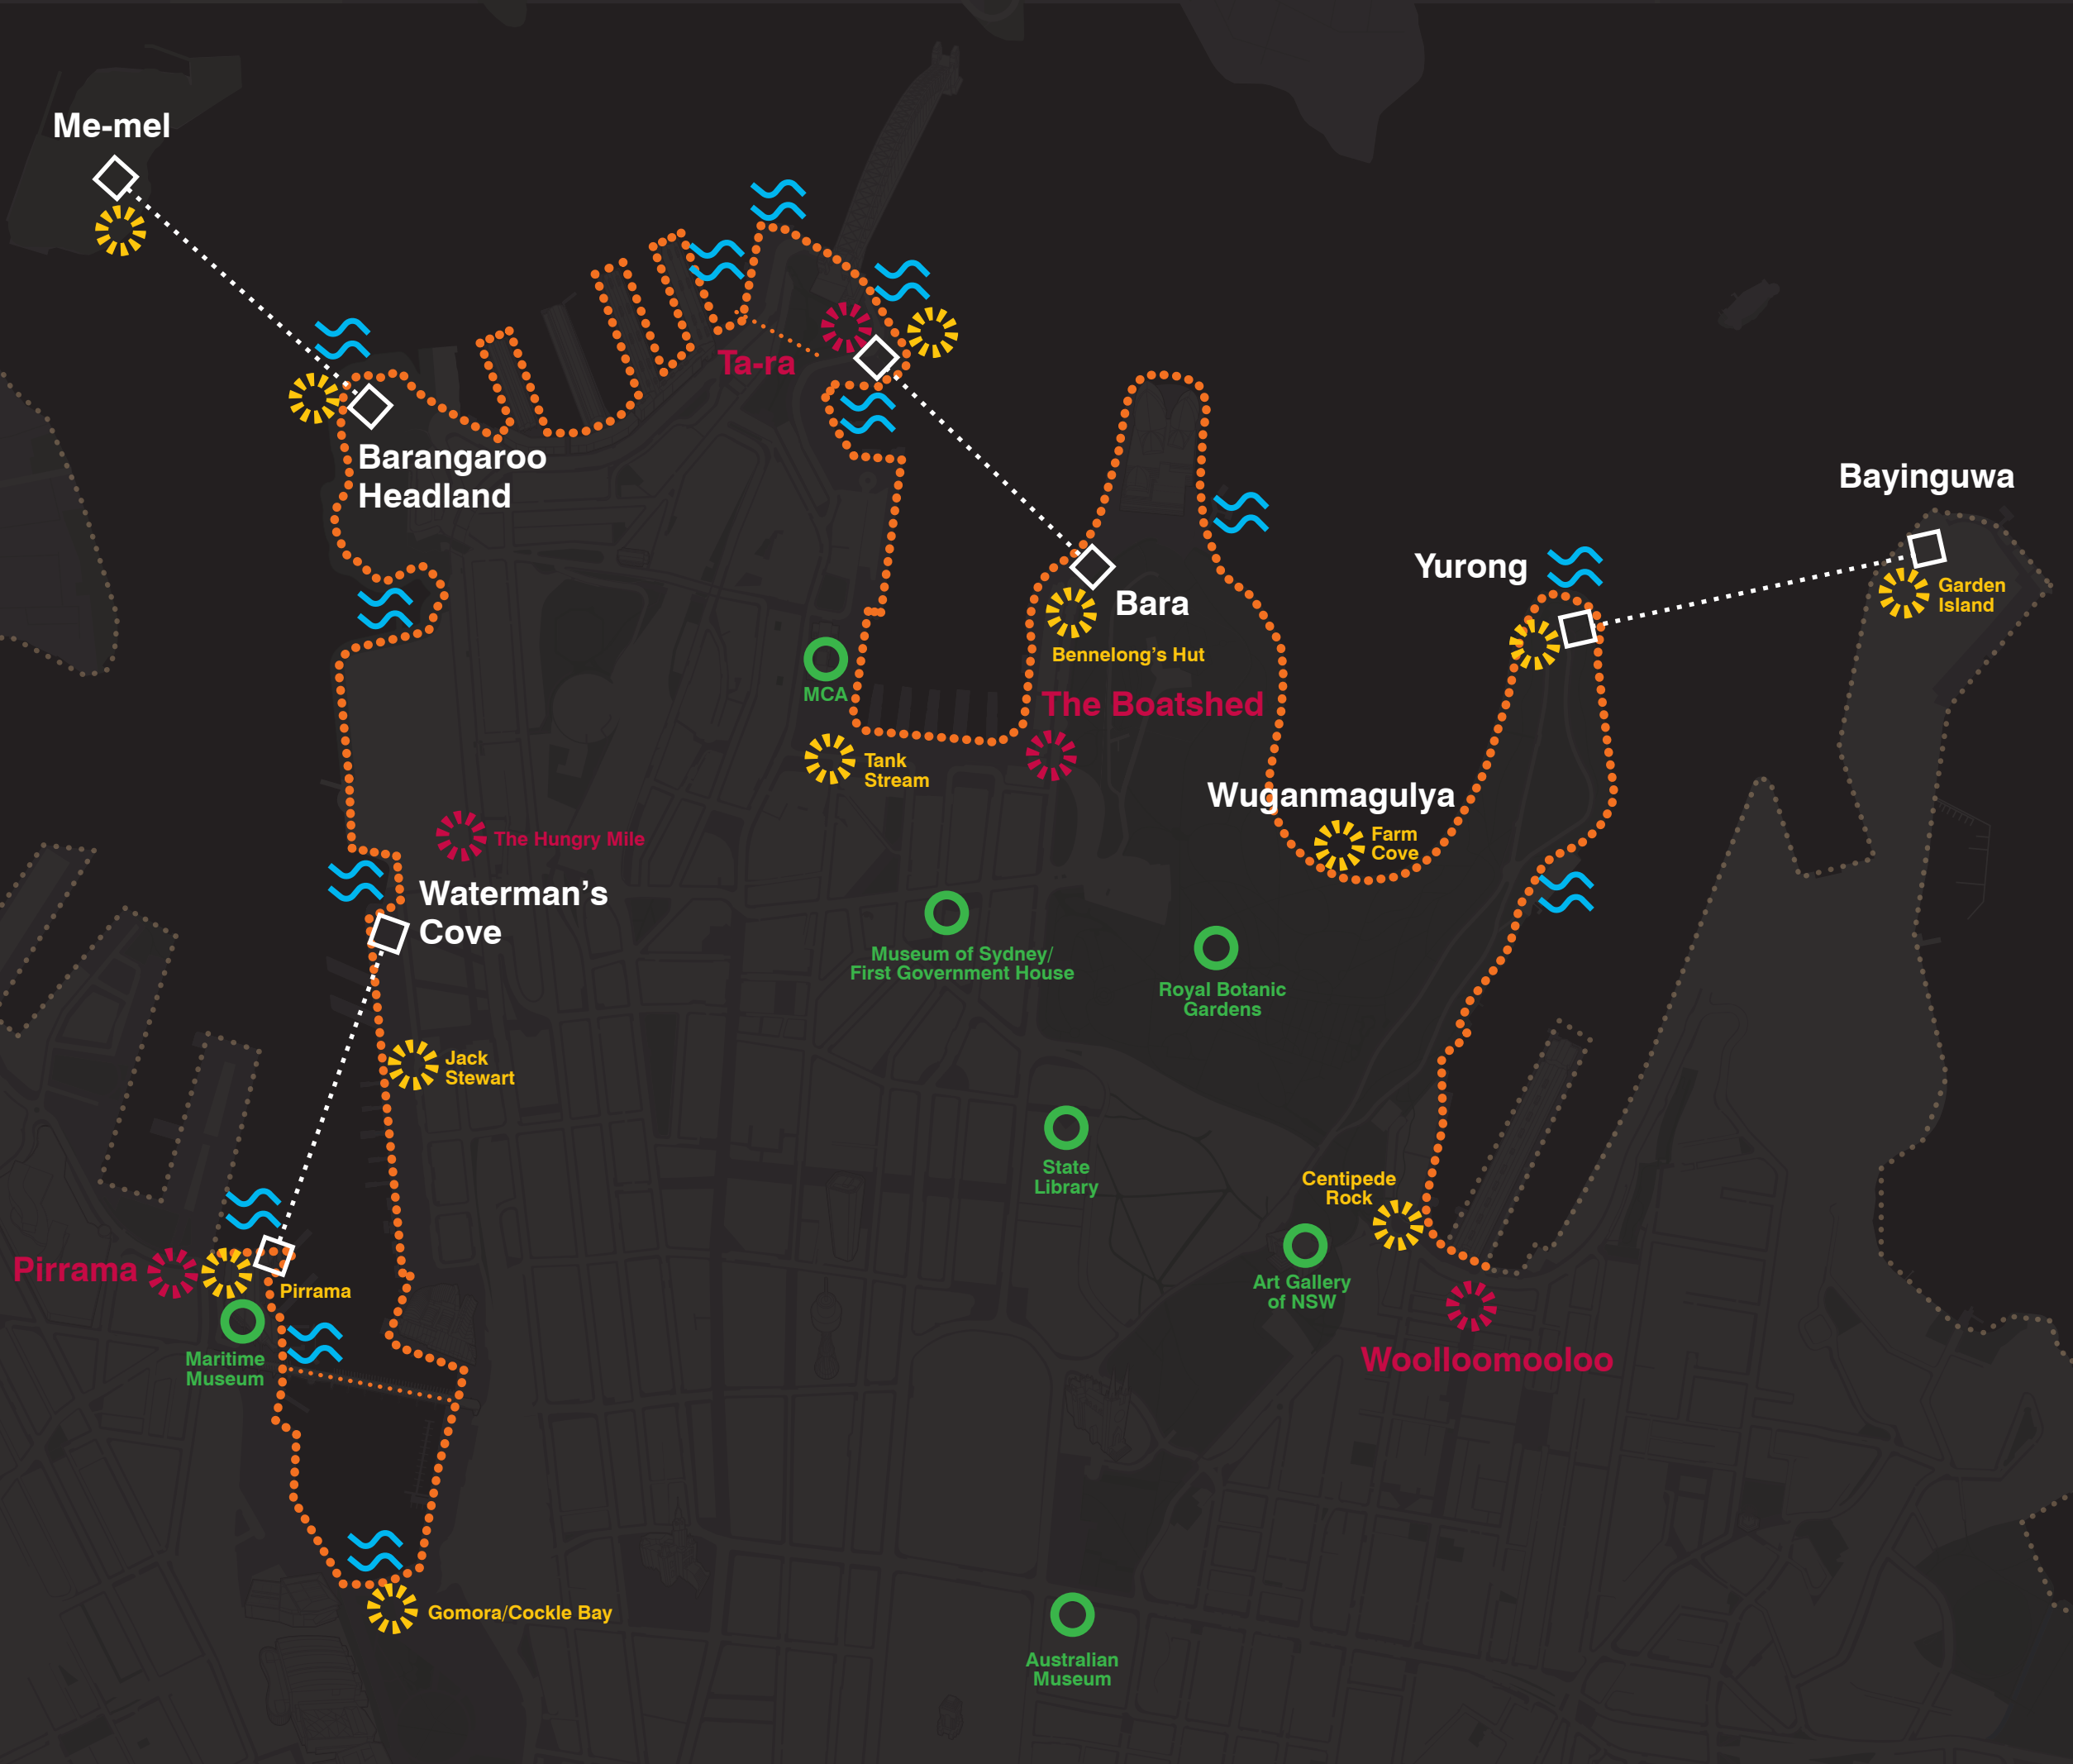 Me-mel
Ta-ra
Barangaroo
Headland
Bayinguwa
Yurong
Garden
Island
Bara
Bennelong's Hut
MCA
The Boatshed
Tank
Stream
Wuganmagulya
Farm
Cove
The Hungry Mile
Waterman's
Cove
Museum of Sydney/
First Government House
Royal Botanic
Gardens
Jack
Stewart
State
Library
Centipede
Rock
Pirrama
Pirrama
Art Gallery
of NSW
Maritime
Museum
Woolloomooloo
Gomora/Cockle Bay
Australian
Museum